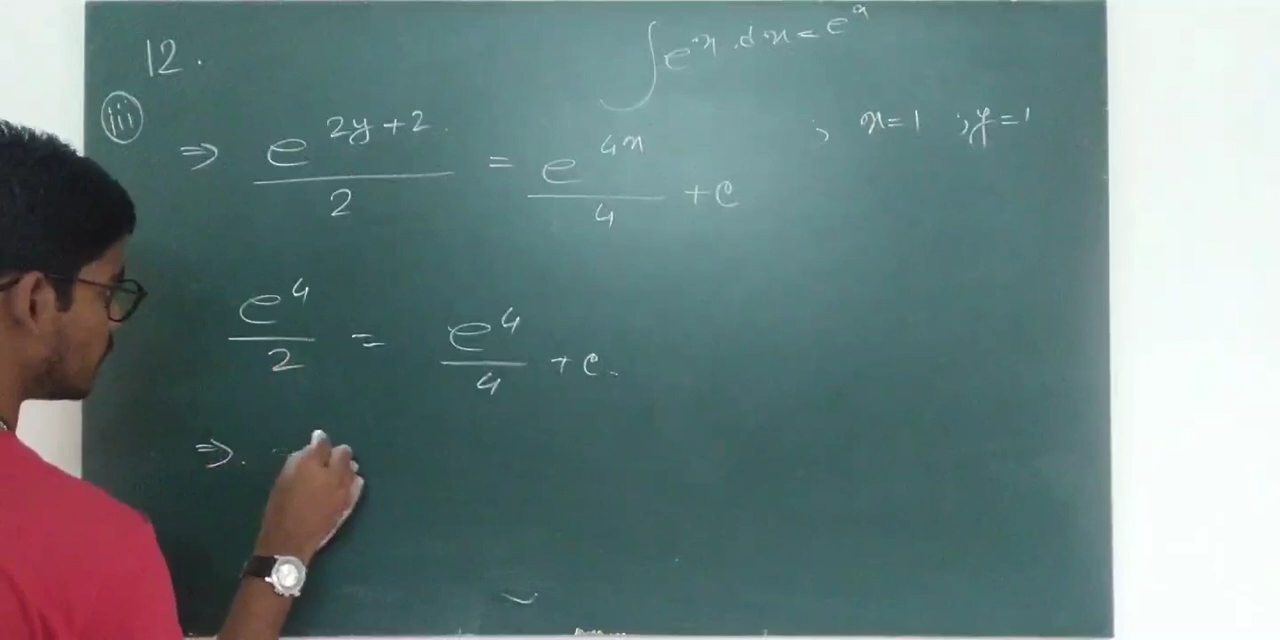 12.
∫ e^x . dx = e^x
(iii)
⇒ e^{2y+2} / 2 = e^{4x} / 4 + c ; x=1 ; y=1
e^4 / 2 = e^4 / 4 + c.
⇒.